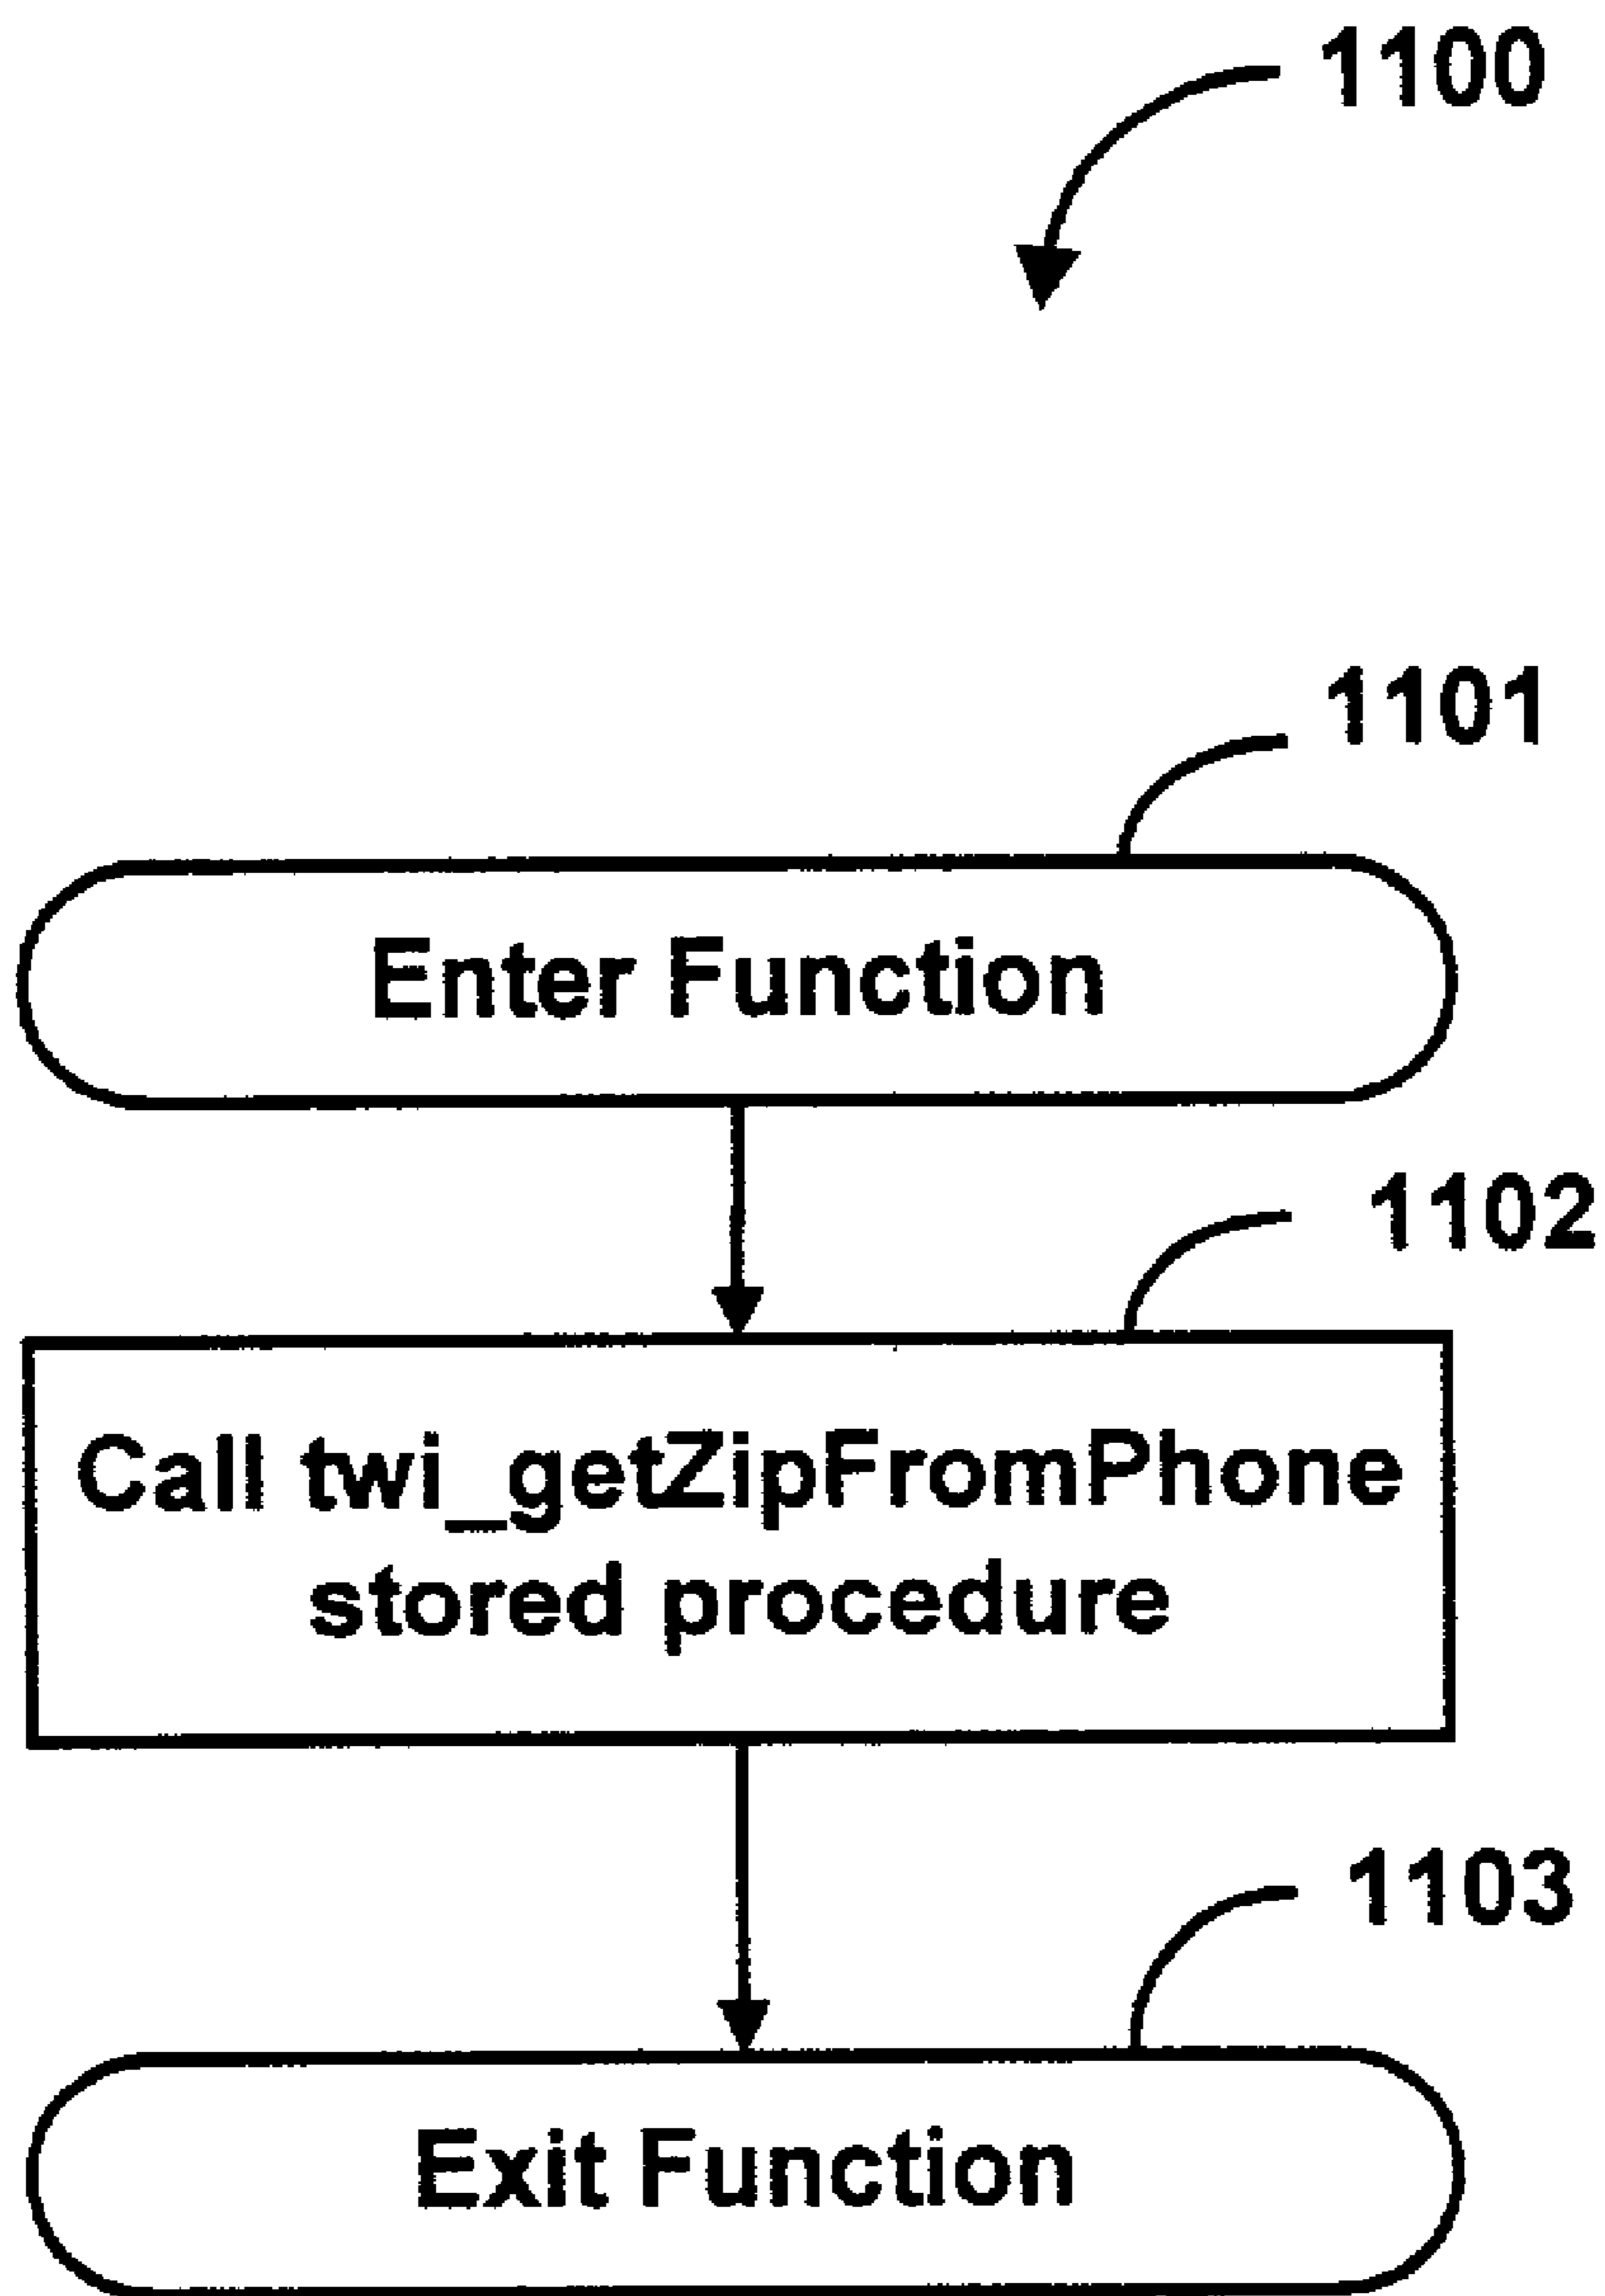 1100
1101
Enter Function
1102
Call twi_getZipFromPhone
stored procedure
1103
Exit Function